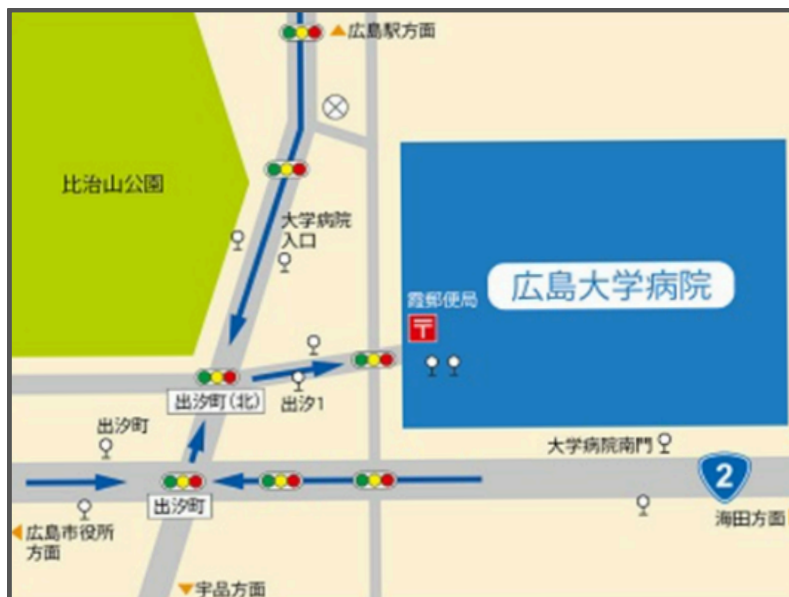 ▲広島駅方面
比治山公園
大学病院
入口
広島大学病院
霞郵便局
〒
出汐町(北)
出汐1
出汐町
大学病院南門
2
出汐町
◀広島市役所
方面
海田方面
▼宇品方面